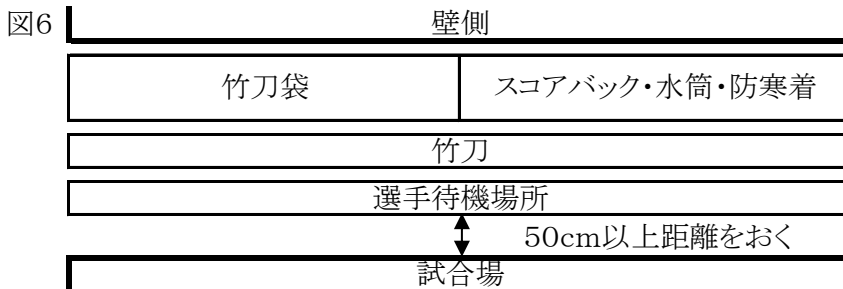 図6
壁側
竹刀袋 スコアバック・水筒・防寒着
竹刀
選手待機場所
50cm以上距離をおく
試合場